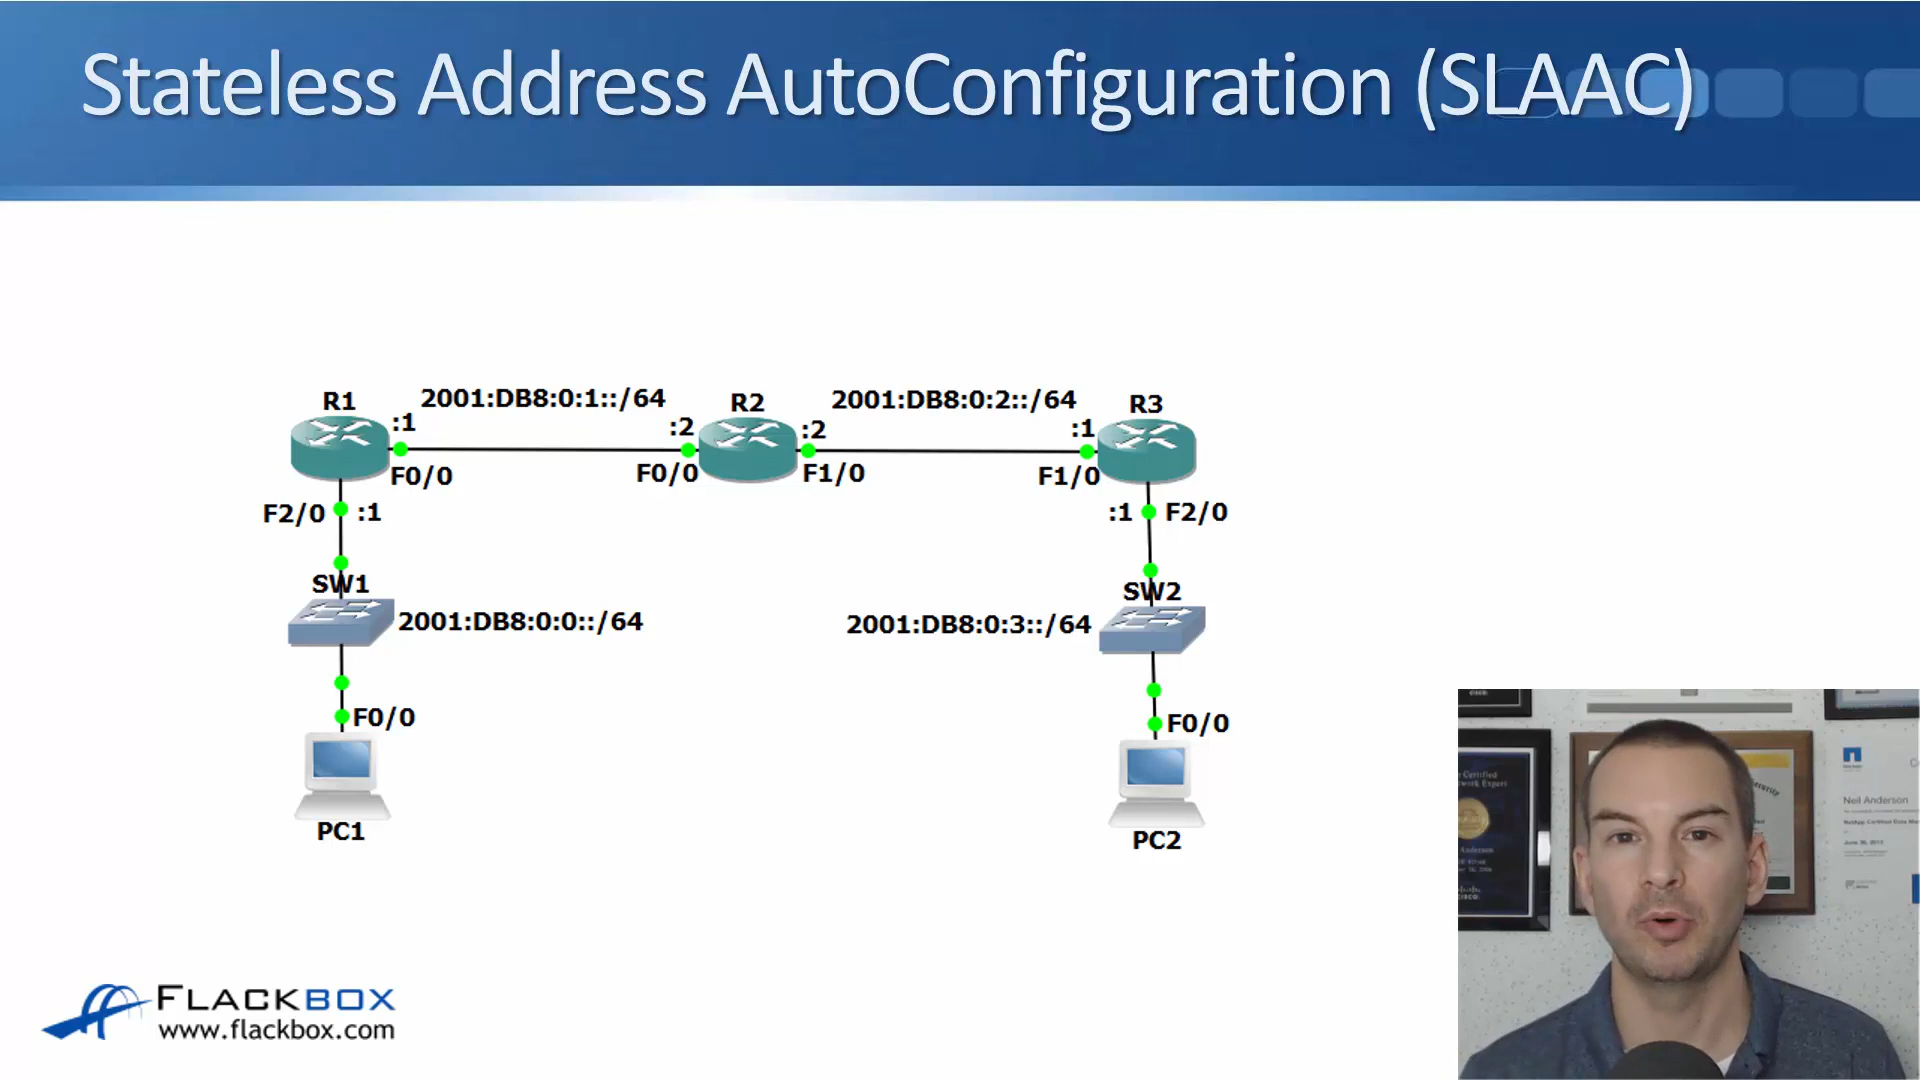 Stateless Address AutoConfiguration (SLAAC)
R1
2001:DB8:0:1::/64
R2
2001:DB8:0:2::/64
R3
:1
:2
:2
:1
F0/0
F0/0
F1/0
F1/0
F2/0
:1
:1
F2/0
SW1
SW2
2001:DB8:0:0::/64
2001:DB8:0:3::/64
F0/0
F0/0
PC1
PC2
FLACKBOX
www.flackbox.com
Neil Anderson